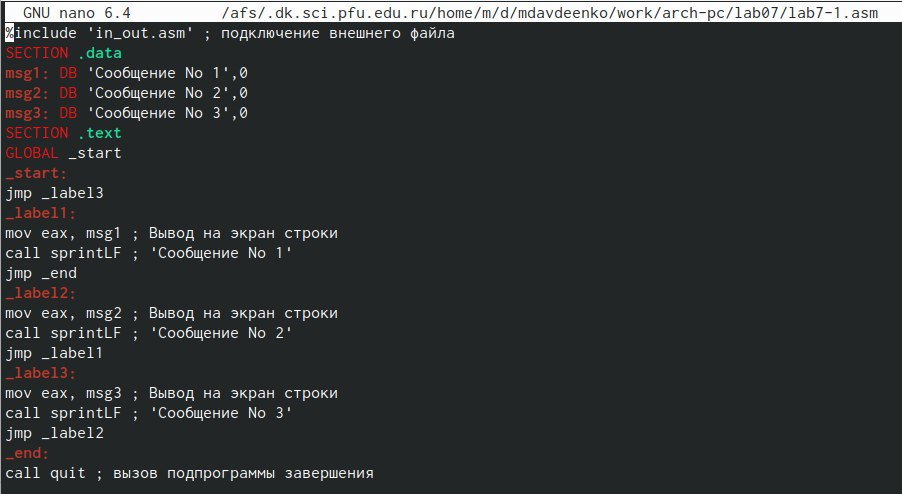 GNU nano 6.4 /afs/.dk.sci.pfu.edu.ru/home/m/d/mdavdeenko/work/arch-pc/lab07/lab7-1.asm
%include 'in_out.asm' ; подключение внешнего файла
SECTION .data
msg1: DB 'Сообщение No 1',0
msg2: DB 'Сообщение No 2',0
msg3: DB 'Сообщение No 3',0
SECTION .text
GLOBAL _start
_start:
jmp _label3
_label1:
mov eax, msg1 ; Вывод на экран строки
call sprintLF ; 'Сообщение No 1'
jmp _end
_label2:
mov eax, msg2 ; Вывод на экран строки
call sprintLF ; 'Сообщение No 2'
jmp _label1
_label3:
mov eax, msg3 ; Вывод на экран строки
call sprintLF ; 'Сообщение No 3'
jmp _label2
_end:
call quit ; вызов подпрограммы завершения